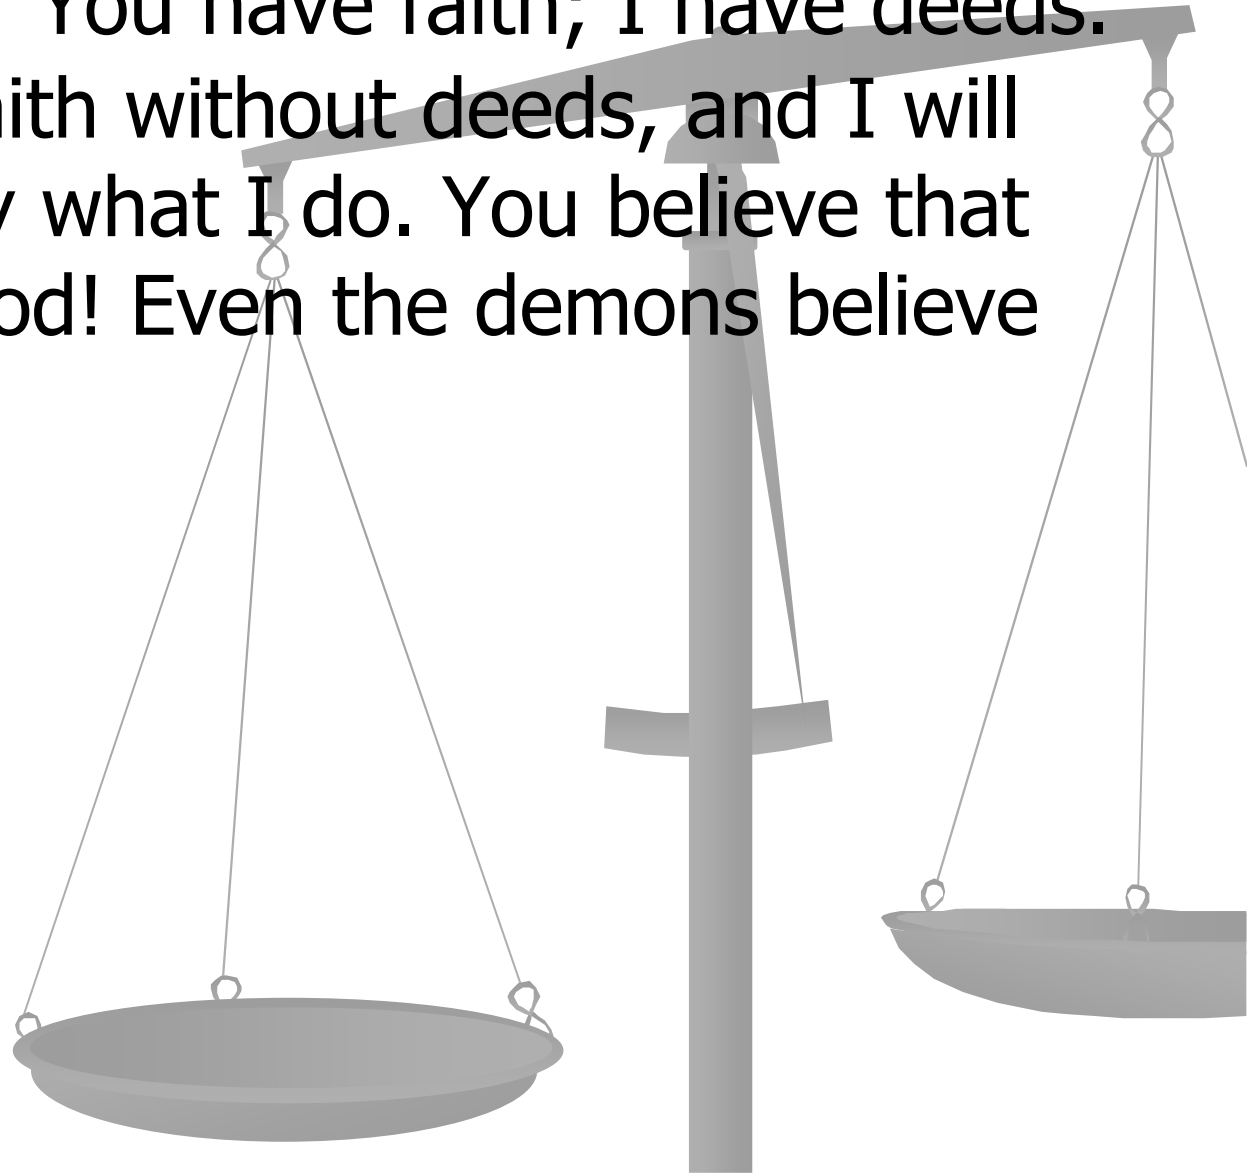 You have faith; I have deeds.
ith without deeds, and I will
what I do. You believe that
od! Even the demons believe